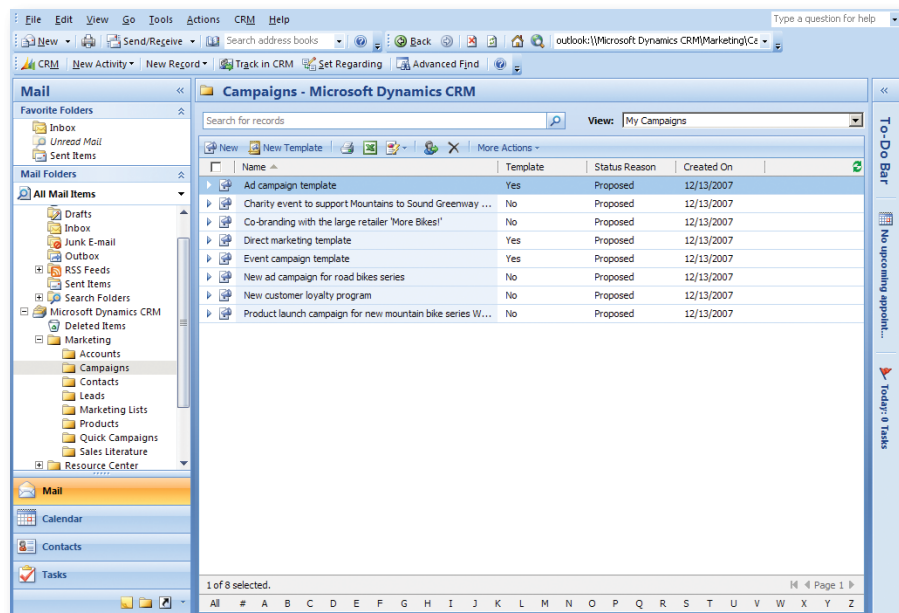 File Edit View Go Tools Actions CRM Help Type a question for help
New Send/Receive Search address books Back outlook:\\Microsoft Dynamics CRM\Marketing\Ca
CRM New Activity New Record Track in CRM Set Regarding Advanced Find
Mail «
Favorite Folders
Inbox
Unread Mail
Sent Items
Mail Folders
All Mail Items
Drafts
Inbox
Junk E-mail
Outbox
RSS Feeds
Sent Items
Search Folders
Microsoft Dynamics CRM
Deleted Items
Marketing
Accounts
Campaigns
Contacts
Leads
Marketing Lists
Products
Quick Campaigns
Sales Literature
Resource Center
Mail
Calendar
Contacts
Tasks
Campaigns - Microsoft Dynamics CRM
Search for records View: My Campaigns
New New Template More Actions
Name Template Status Reason Created On
Ad campaign template Yes Proposed 12/13/2007
Charity event to support Mountains to Sound Greenway ... No Proposed 12/13/2007
Co-branding with the large retailer 'More Bikes!' No Proposed 12/13/2007
Direct marketing template Yes Proposed 12/13/2007
Event campaign template Yes Proposed 12/13/2007
New ad campaign for road bikes series No Proposed 12/13/2007
New customer loyalty program No Proposed 12/13/2007
Product launch campaign for new mountain bike series W... No Proposed 12/13/2007
1 of 8 selected. Page 1
All # A B C D E F G H I J K L M N O P Q R S T U V W X Y Z
«
To-Do Bar
No upcoming appoint...
Today: 0 Tasks